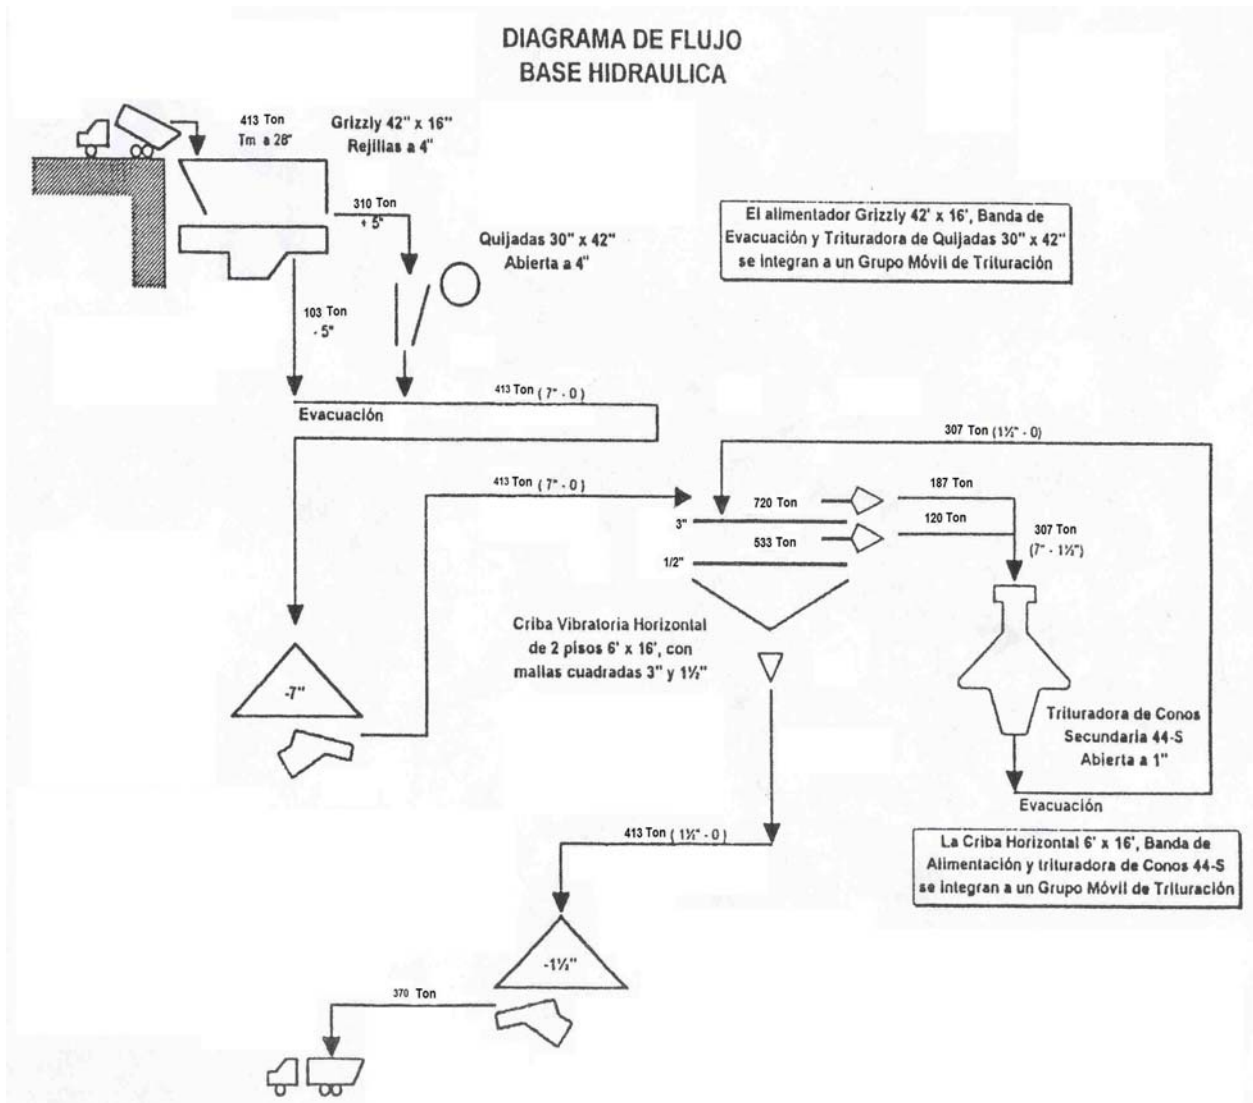 DIAGRAMA DE FLUJO
BASE HIDRAULICA
413 Ton
Tm a 28"
Grizzly 42" x 16"
Rejillas a 4"
310 Ton
+ 5"
Quijadas 30" x 42"
Abierta a 4"
El alimentador Grizzly 42' x 16', Banda de
Evacuación y Trituradora de Quijadas 30" x 42"
se integran a un Grupo Móvil de Trituración
103 Ton
- 5"
413 Ton ( 7" - 0 )
Evacuación
307 Ton (1½" - 0)
413 Ton ( 7" - 0 )
720 Ton
187 Ton
3"
120 Ton
533 Ton
307 Ton
(7" - 1½")
1/2"
Criba Vibratoria Horizontal
de 2 pisos 6' x 16', con
mallas cuadradas 3" y 1½"
-7"
Trituradora de Conos
Secundaria 44-S
Abierta a 1"
Evacuación
413 Ton ( 1½" - 0)
La Criba Horizontal 6' x 16', Banda de
Alimentación y trituradora de Conos 44-S
se integran a un Grupo Móvil de Trituración
-1½"
370 Ton